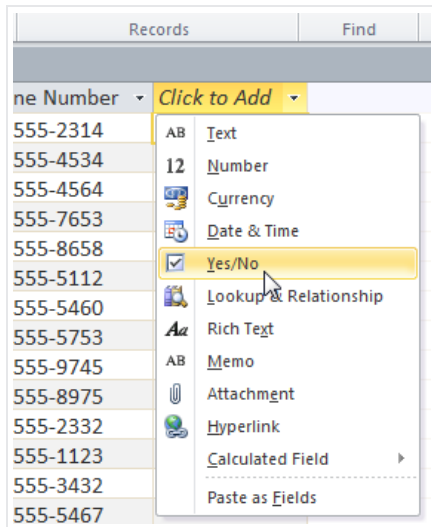 Records Find
ne Number Click to Add
555-2314
555-4534
555-4564
555-7653
555-8658
555-5112
555-5460
555-5753
555-9745
555-8975
555-2332
555-1123
555-3432
555-5467
AB Text
12 Number
Currency
Date & Time
Yes/No
Lookup & Relationship
Aa Rich Text
AB Memo
Attachment
Hyperlink
Calculated Field
Paste as Fields